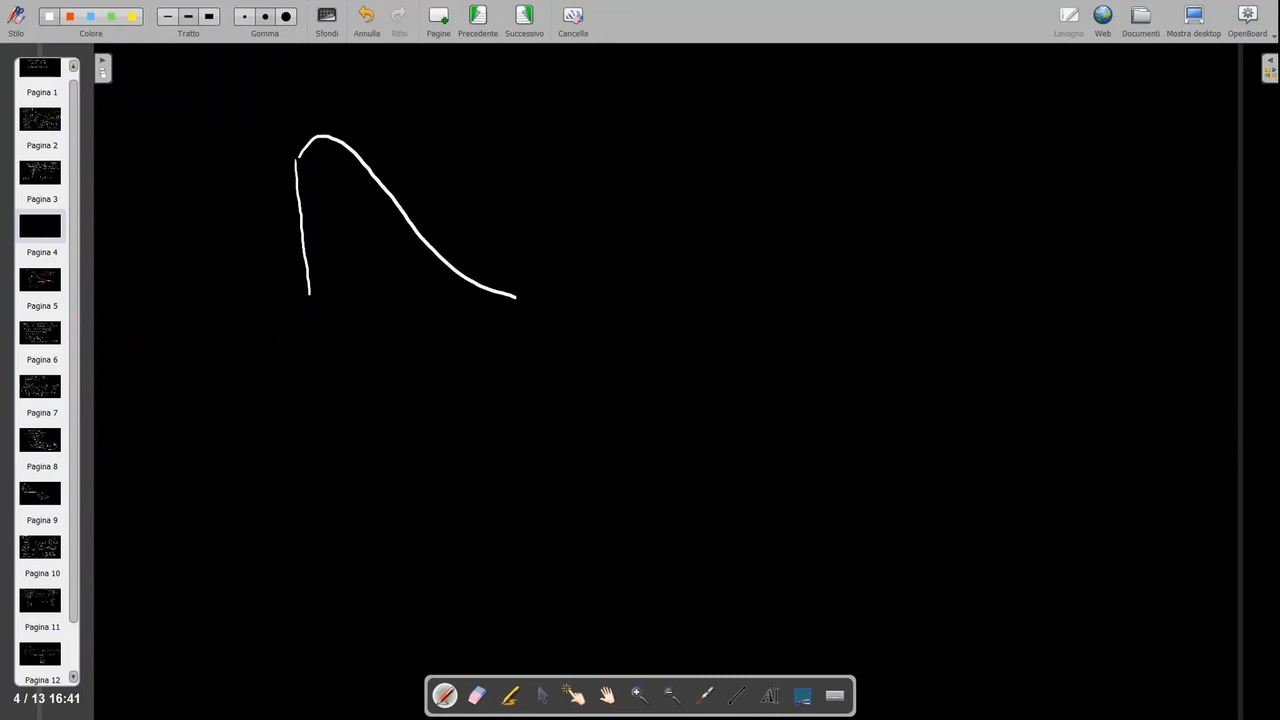 Stilo
Colore
Tratto
Gomma
Sfondi
Annulla
Rifai
Pagine
Precedente
Successivo
Cancella
Lavagna
Web
Documenti
Mostra desktop
OpenBoard
Pagina 1
Pagina 2
Pagina 3
Pagina 4
Pagina 5
Pagina 6
Pagina 7
Pagina 8
Pagina 9
Pagina 10
Pagina 11
Pagina 12
4 / 13 16:41
AI